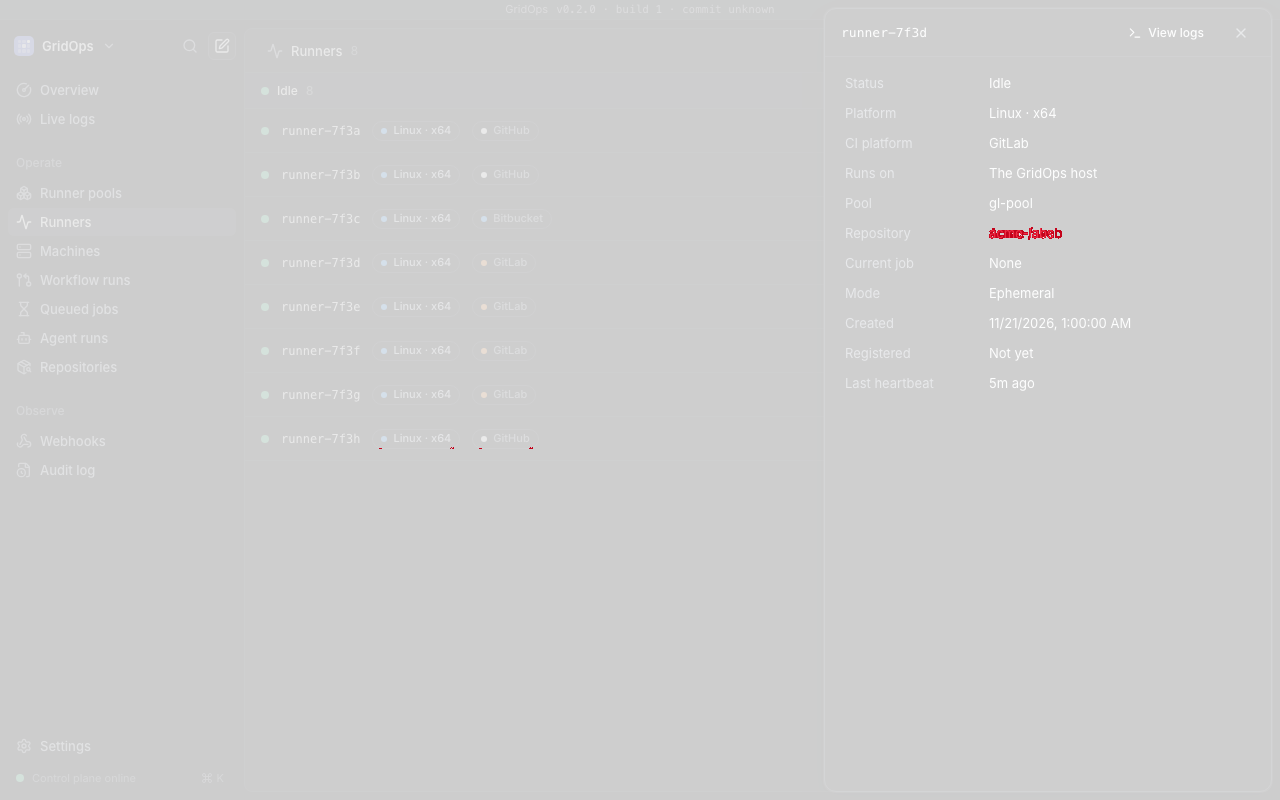 GridOps v0.2.0 · build 1 · commit unknown
GridOps
Overview
Live logs
Operate
Runner pools
Runners
Machines
Workflow runs
Queued jobs
Agent runs
Repositories
Observe
Webhooks
Audit log
Settings
Control plane online ⌘ K
Runners 8
Idle 8
runner-7f3a Linux · x64 GitHub
runner-7f3b Linux · x64 GitHub
runner-7f3c Linux · x64 Bitbucket
runner-7f3d Linux · x64 GitLab
runner-7f3e Linux · x64 GitLab
runner-7f3f Linux · x64 GitLab
runner-7f3g Linux · x64 GitLab
runner-7f3h Linux · x64 GitHub
runner-7f3d View logs
Status Idle
Platform Linux · x64
CI platform GitLab
Runs on The GridOps host
Pool gl-pool
Repository
Current job None
Mode Ephemeral
Created 11/21/2026, 1:00:00 AM
Registered Not yet
Last heartbeat 5m ago